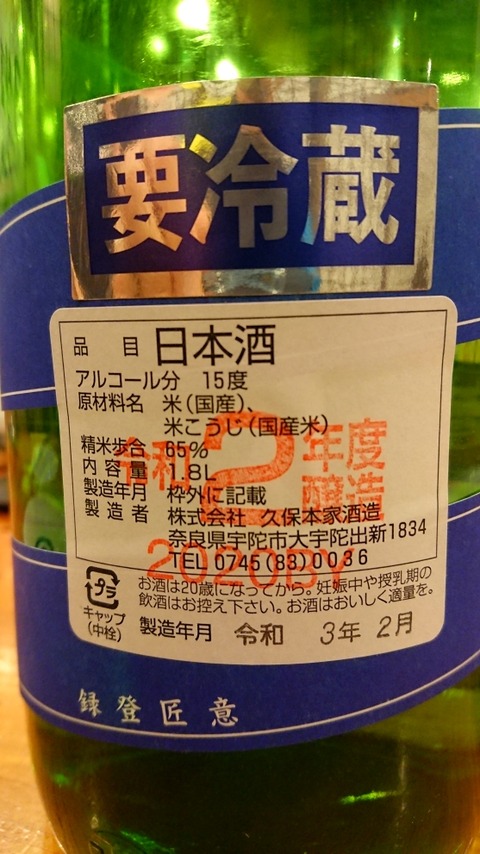 要冷蔵
品目 日本酒
アルコール分 15度
原材料名 米(国産)、
米こうじ(国産米)
精米歩合 65%
内容量 1.8L
製造年月 枠外に記載
製造者 株式会社 久保本家酒造
奈良県宇陀市大宇陀出新1834
TEL 0745(83)0036
令和2年度
醸造
2020BY
プラ
キャップ
(中栓)
お酒は20歳になってから。妊娠中や授乳期の
飲酒はお控え下さい。お酒はおいしく適量を。
製造年月 令和 3年 2月
録登匠意